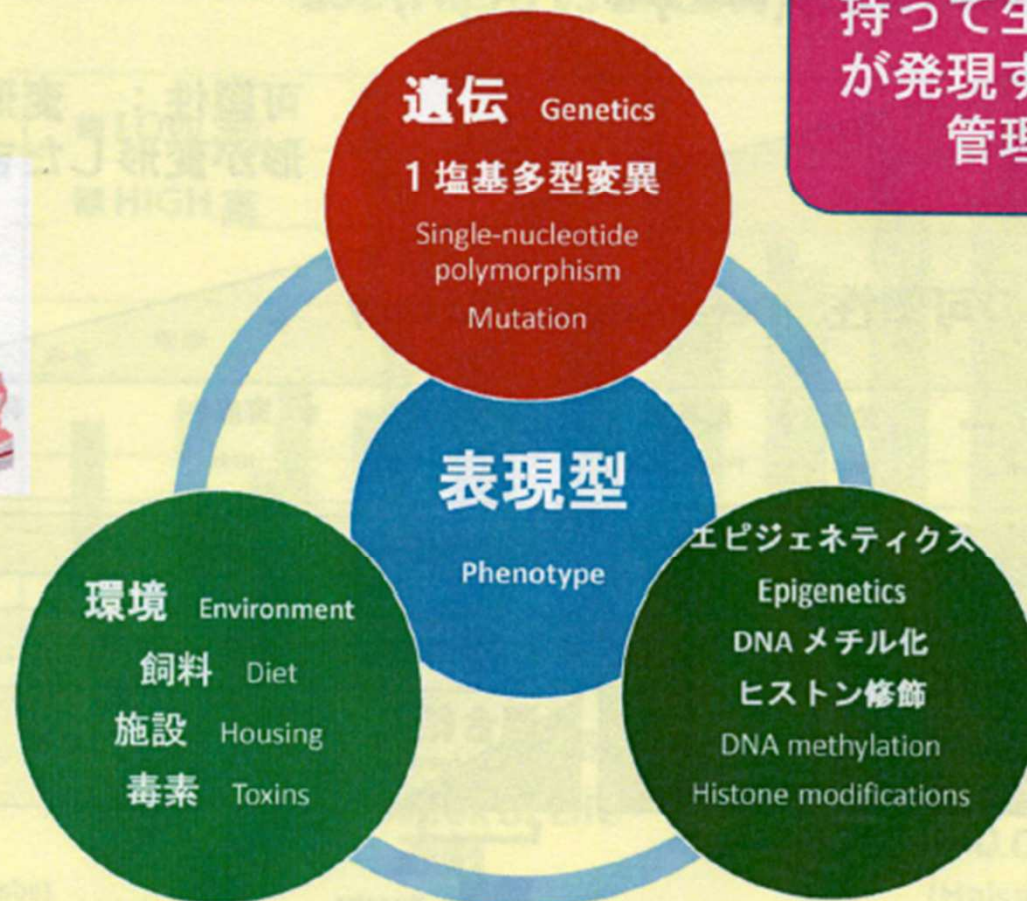 持って生
が発現す
管理
遺伝 Genetics
1塩基多型変異
Single-nucleotide
polymorphism
Mutation
表現型
Phenotype
環境 Environment
飼料 Diet
施設 Housing
毒素 Toxins
エピジェネティクス
Epigenetics
DNA メチル化
ヒストン修飾
DNA methylation
Histone modifications